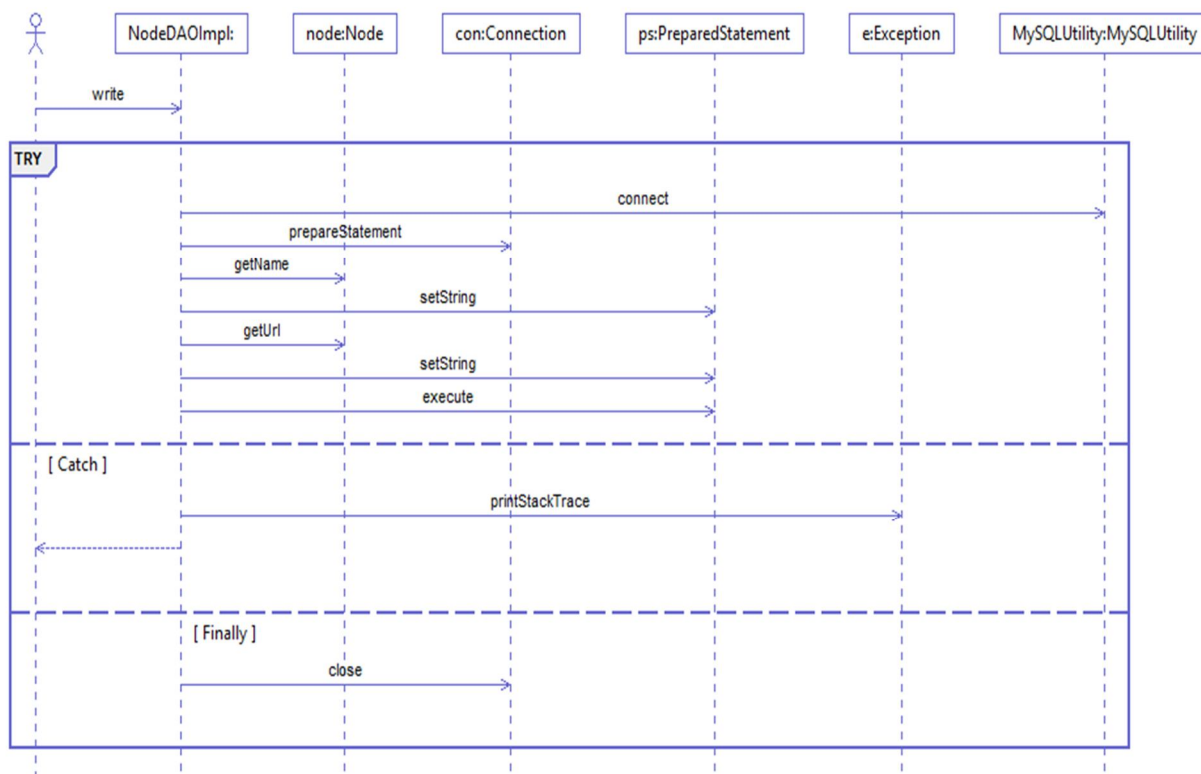 NodeDAOImpl:
node:Node
con:Connection
ps:PreparedStatement
e:Exception
MySQLUtility:MySQLUtility
write
TRY
connect
prepareStatement
getName
setString
getUrl
setString
execute
[ Catch ]
printStackTrace
[ Finally ]
close